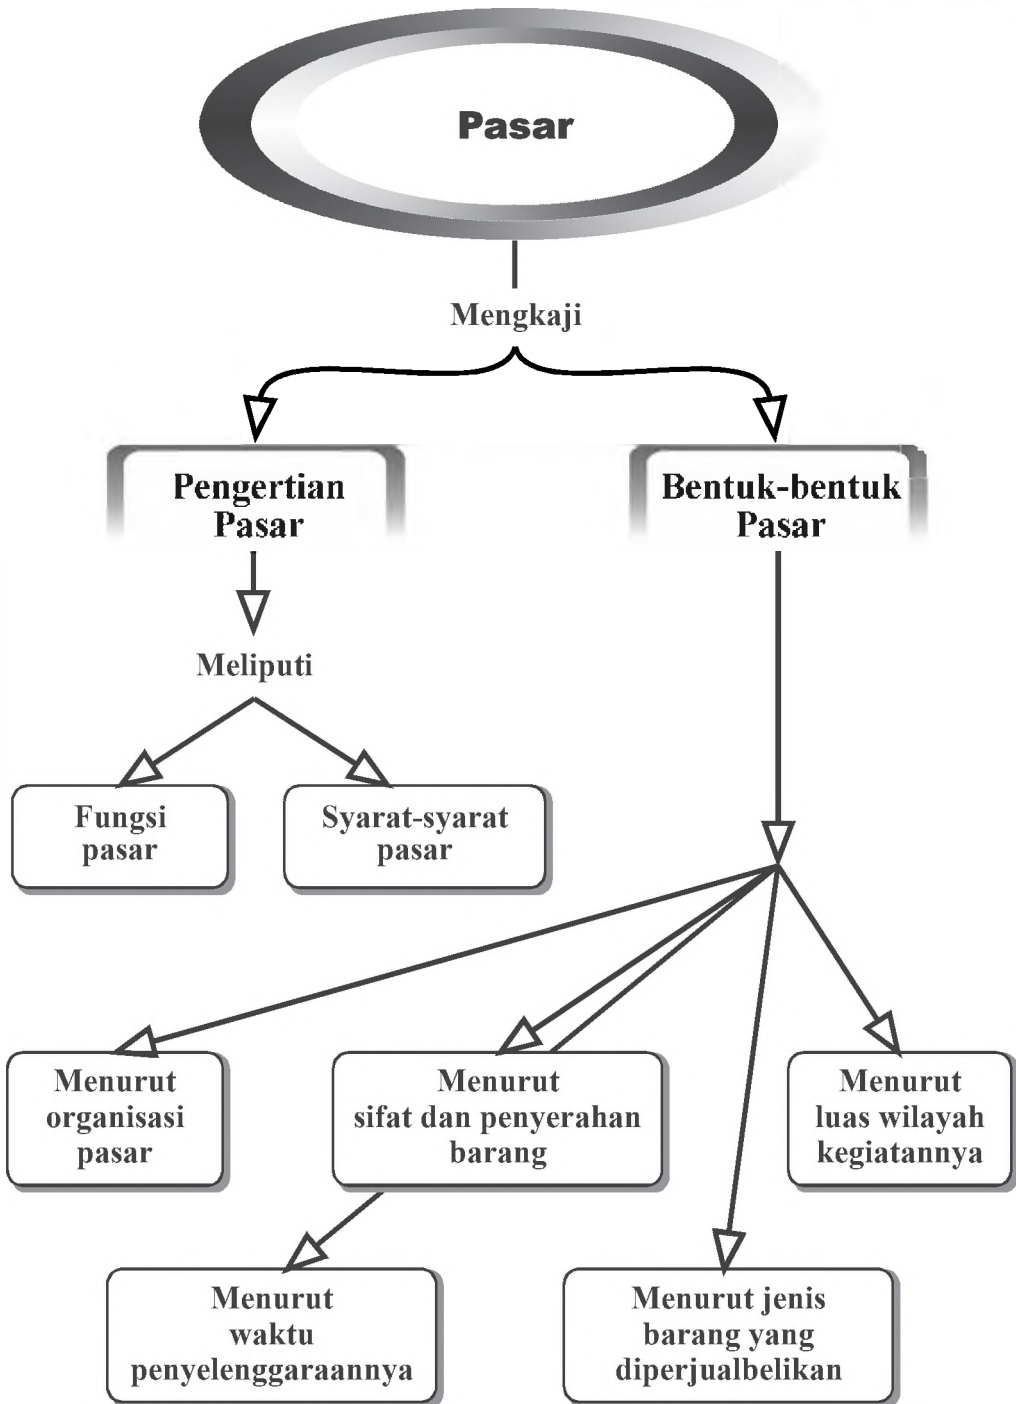 Pasar
Mengkaji
Pengertian
Pasar
Bentuk-bentuk
Pasar
Meliputi
Fungsi
pasar
Syarat-syarat
pasar
Menurut
organisasi
pasar
Menurut
sifat dan penyerahan
barang
Menurut
luas wilayah
kegiatannya
Menurut
waktu
penyelenggaraannya
Menurut jenis
barang yang
diperjualbelikan